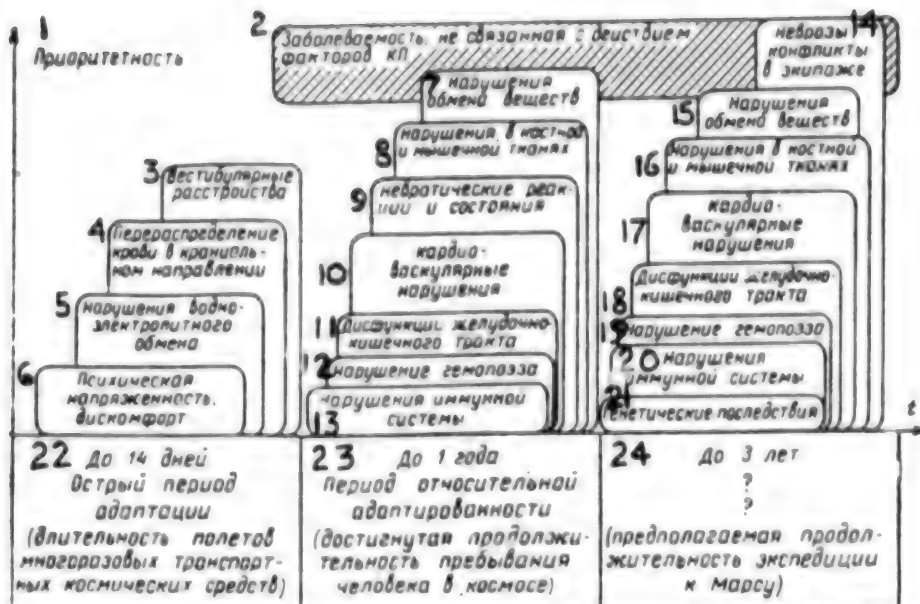 1
Приоритетность
2
Заболеваемость, не связанная с действием
факторов КП
3
Вестибулярные
расстройства
4
Перераспределение
крови в краниаль-
ном направлении
5
Нарушения водно-
электролитного
обмена
6
Психическая
напряженность,
дискомфорт
7
Нарушения
обмена веществ
8
Нарушения в костной
и мышечной тканях
9
Невратические реак-
ции и состояния
10
кардио-
васкулярные
нарушения
11
Дисфункции желудочно-
кишечного тракта
12
Нарушение гемопоэза
13
Нарушения иммунной
системы
14
Неврозы
конфликты
в экипаже
15
Нарушения
обмена веществ
16
Нарушения в костной
и мышечной тканях
17
Кардио-
васкулярные
нарушения
18
Дисфункции желудочно-
кишечного тракта
19
Нарушение гемопоэза
20
Нарушения
иммунной системы
21
Генетические последствия
t
22 До 14 дней
Острый период
адаптации
(длительность полетов
многоразовых транспорт-
ных космических средств)
23 До 1 года
Период относительной
адаптированности
(достигнутая продолжи-
тельность пребывания
человека в космосе)
24 До 3 лет
?
?
(предполагаемая продол-
жительность экспедиции
к Марсу)